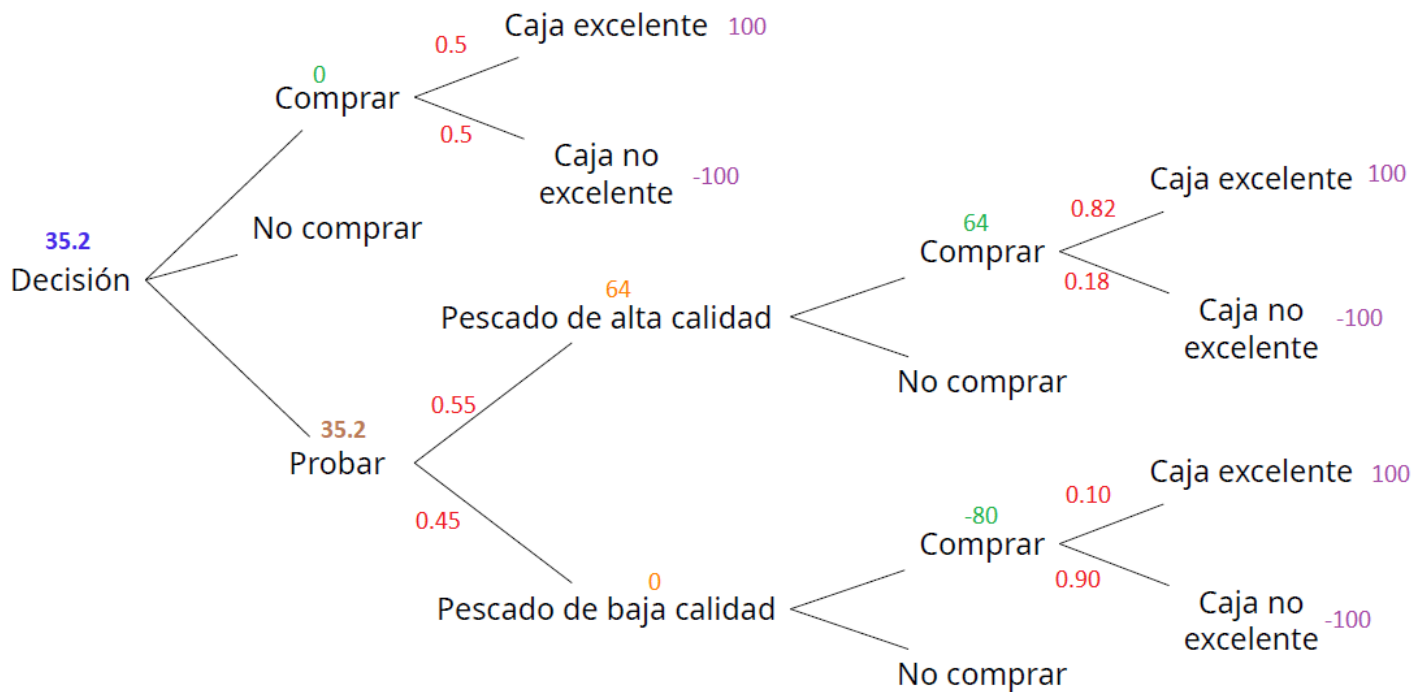 Caja excelente 100
0.5
0
Comprar
0.5
Caja no
excelente -100
No comprar
35.2
Decisión
Caja excelente 100
0.82
64
Comprar
0.18
Caja no
excelente -100
64
Pescado de alta calidad
No comprar
0.55
35.2
Probar
0.45
Caja excelente 100
0.10
-80
Comprar
0.90
Caja no
excelente -100
0
Pescado de baja calidad
No comprar